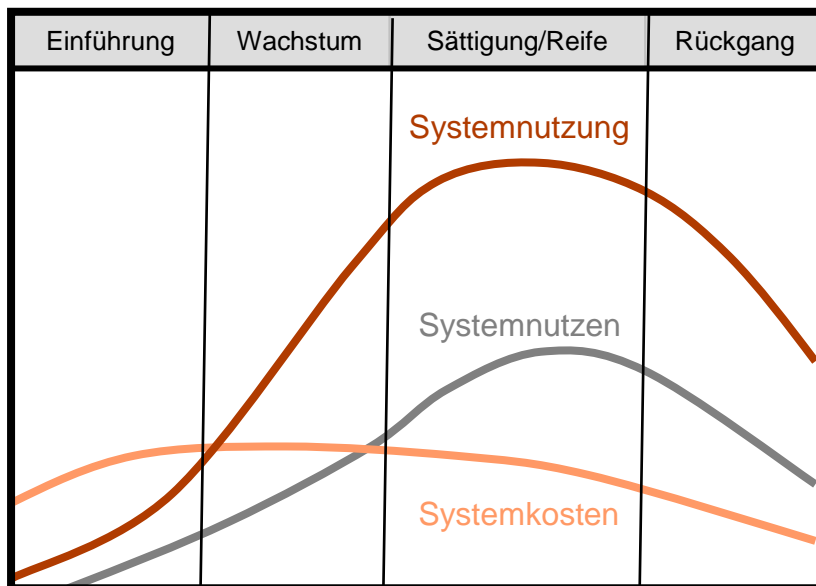 Einführung
Wachstum
Sättigung/Reife
Rückgang
Systemnutzung
Systemnutzen
Systemkosten